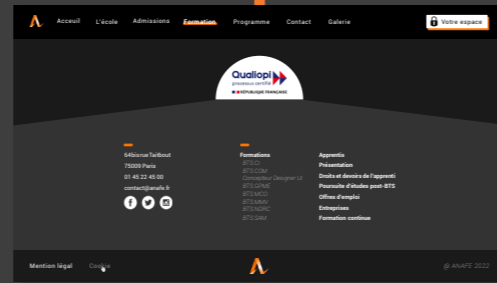 Acceuil L'école Admissions Formation Programme Contact Galerie Votre espace
Qualiopi
processus certifié
RÉPUBLIQUE FRANÇAISE
64bis rue Taitbout
75009 Paris
01 45 22 45 00
contact@anafe.fr
Formations
BTS.CI
BTS.COM
Concepteur Designer UI
BTS.GPME
BTS.MCO
BTS.MMV
BTS.NDRC
BTS.SAM
Apprentis
Présentation
Droits et devoirs de l'apprenti
Poursuite d'études post-BTS
Offres d'emploi
Entreprises
Formation continue
Mention légal Cookie @ ANAFE 2022